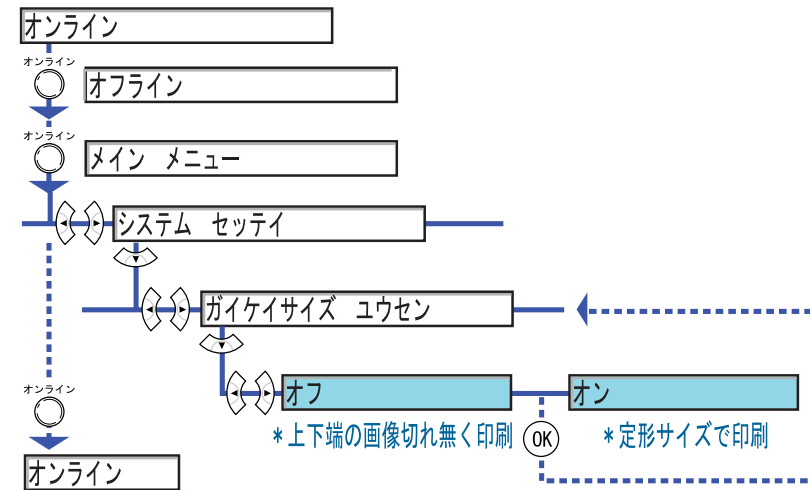 オンライン
オンライン
オフライン
オンライン
メイン メニュー
システム セッテイ
ガイケイサイズ ユウセン
オンライン
オフ
オン
*上下端の画像切れ無く印刷
OK
*定形サイズで印刷
オンライン